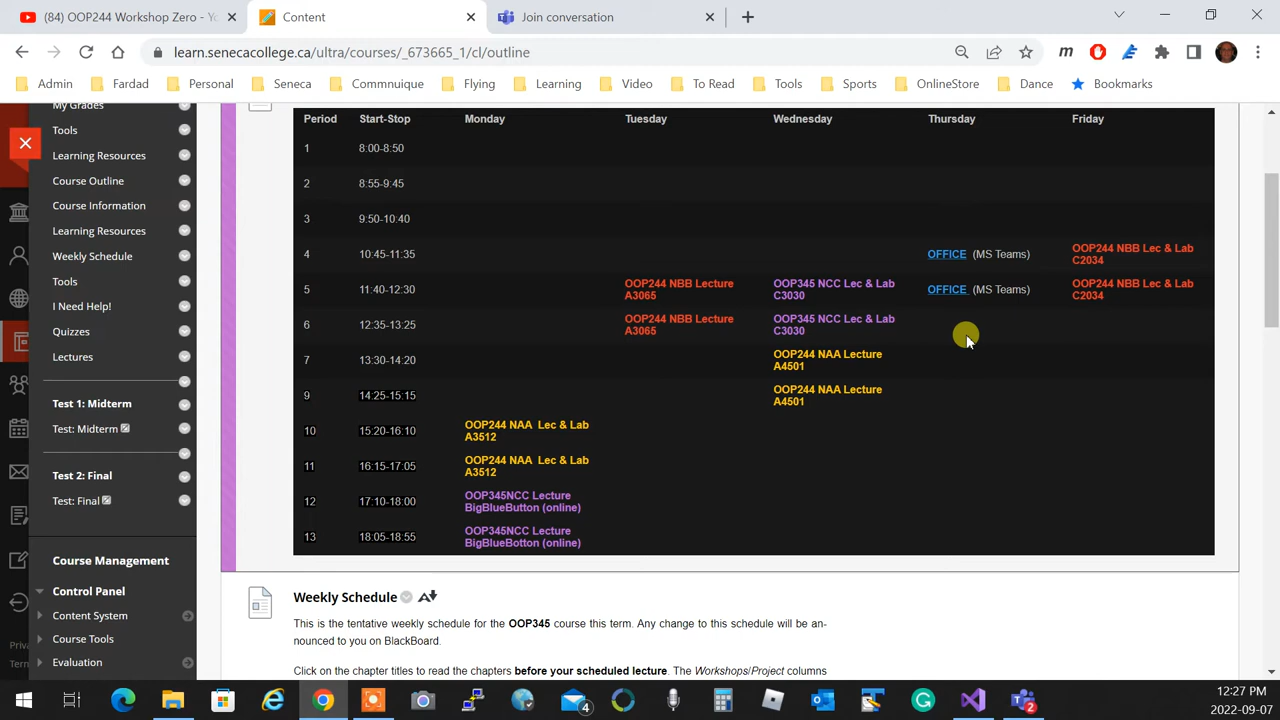 (84) OOP244 Workshop Zero - Yo
Content
Join conversation
learn.senecacollege.ca/ultra/courses/_673665_1/cl/outline
Admin Fardad Personal Seneca Commuique Flying Learning Video To Read Tools Sports OnlineStore Dance Bookmarks
My Grades
Tools
Learning Resources
Course Outline
Course Information
Learning Resources
Weekly Schedule
Tools
I Need Help!
Quizzes
Lectures
Test 1: Midterm
Test: Midterm
Test 2: Final
Test: Final
Course Management
Control Panel
Content System
Course Tools
Evaluation
Priva
Term
Period Start-Stop Monday Tuesday Wednesday Thursday Friday
1 8:00-8:50
2 8:55-9:45
3 9:50-10:40
4 10:45-11:35 OFFICE (MS Teams) OOP244 NBB Lec & Lab
C2034
5 11:40-12:30 OOP244 NBB Lecture OOP345 NCC Lec & Lab OFFICE (MS Teams) OOP244 NBB Lec & Lab
A3065 C3030 C2034
6 12:35-13:25 OOP244 NBB Lecture OOP345 NCC Lec & Lab
A3065 C3030
7 13:30-14:20 OOP244 NAA Lecture
A4501
9 14:25-15:15 OOP244 NAA Lecture
A4501
10 15:20-16:10 OOP244 NAA Lec & Lab
A3512
11 16:15-17:05 OOP244 NAA Lec & Lab
A3512
12 17:10-18:00 OOP345NCC Lecture
BigBlueButton (online)
13 18:05-18:55 OOP345NCC Lecture
BigBlueBotton (online)
Weekly Schedule
This is the tentative weekly schedule for the OOP345 course this term. Any change to this schedule will be an-
nounced to you on BlackBoard.
Click on the chapter titles to read the chapters before your scheduled lecture. The Workshops/Project columns
4
2
12:27 PM
2022-09-07